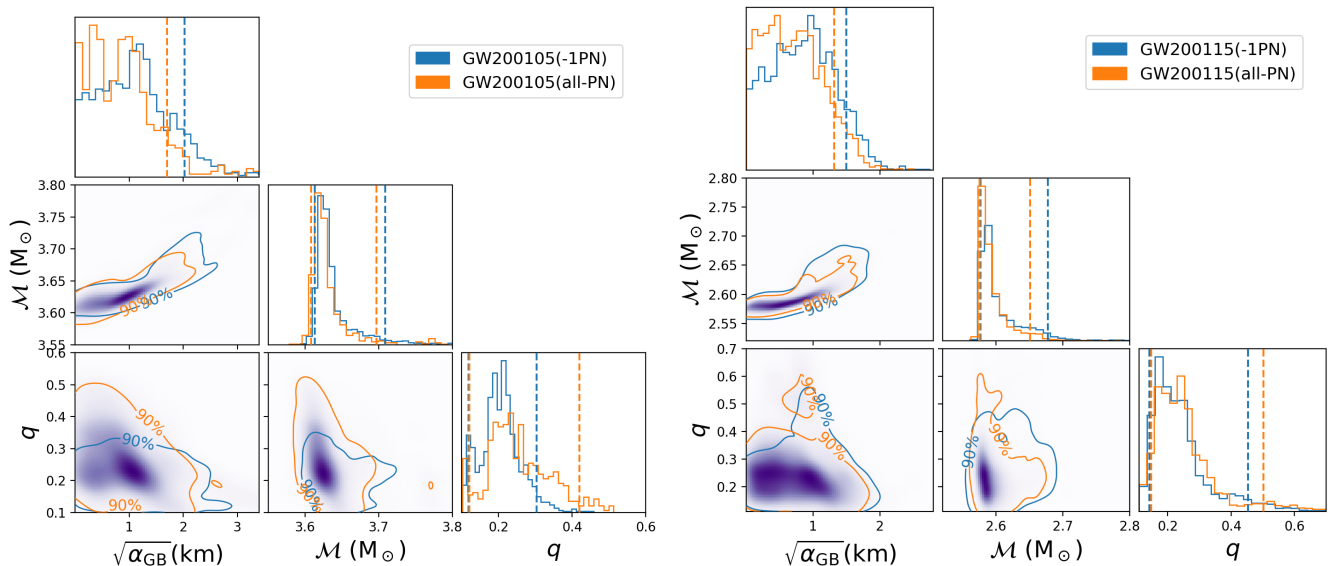 GW200105(-1PN)
GW200105(all-PN)
3.80
3.75
3.70
3.65
3.60
3.55
ℳ (M⊙)
90%
90%
0.6
0.5
0.4
0.3
0.2
0.1
q
90%
90%
90%
90%
90%
1 2 3
3.6 3.7 3.8
0.2 0.4 0.6
√α_GB(km)
ℳ (M⊙)
q
GW200115(-1PN)
GW200115(all-PN)
2.80
2.70
2.65
2.60
2.55
ℳ (M⊙)
90%
90%
0.7
0.6
0.5
0.4
0.3
0.2
q
90%
90%
90%
90%
90%
1 2
2.6 2.7 2.8
0.2 0.4 0.6
√α_GB(km)
ℳ (M⊙)
q